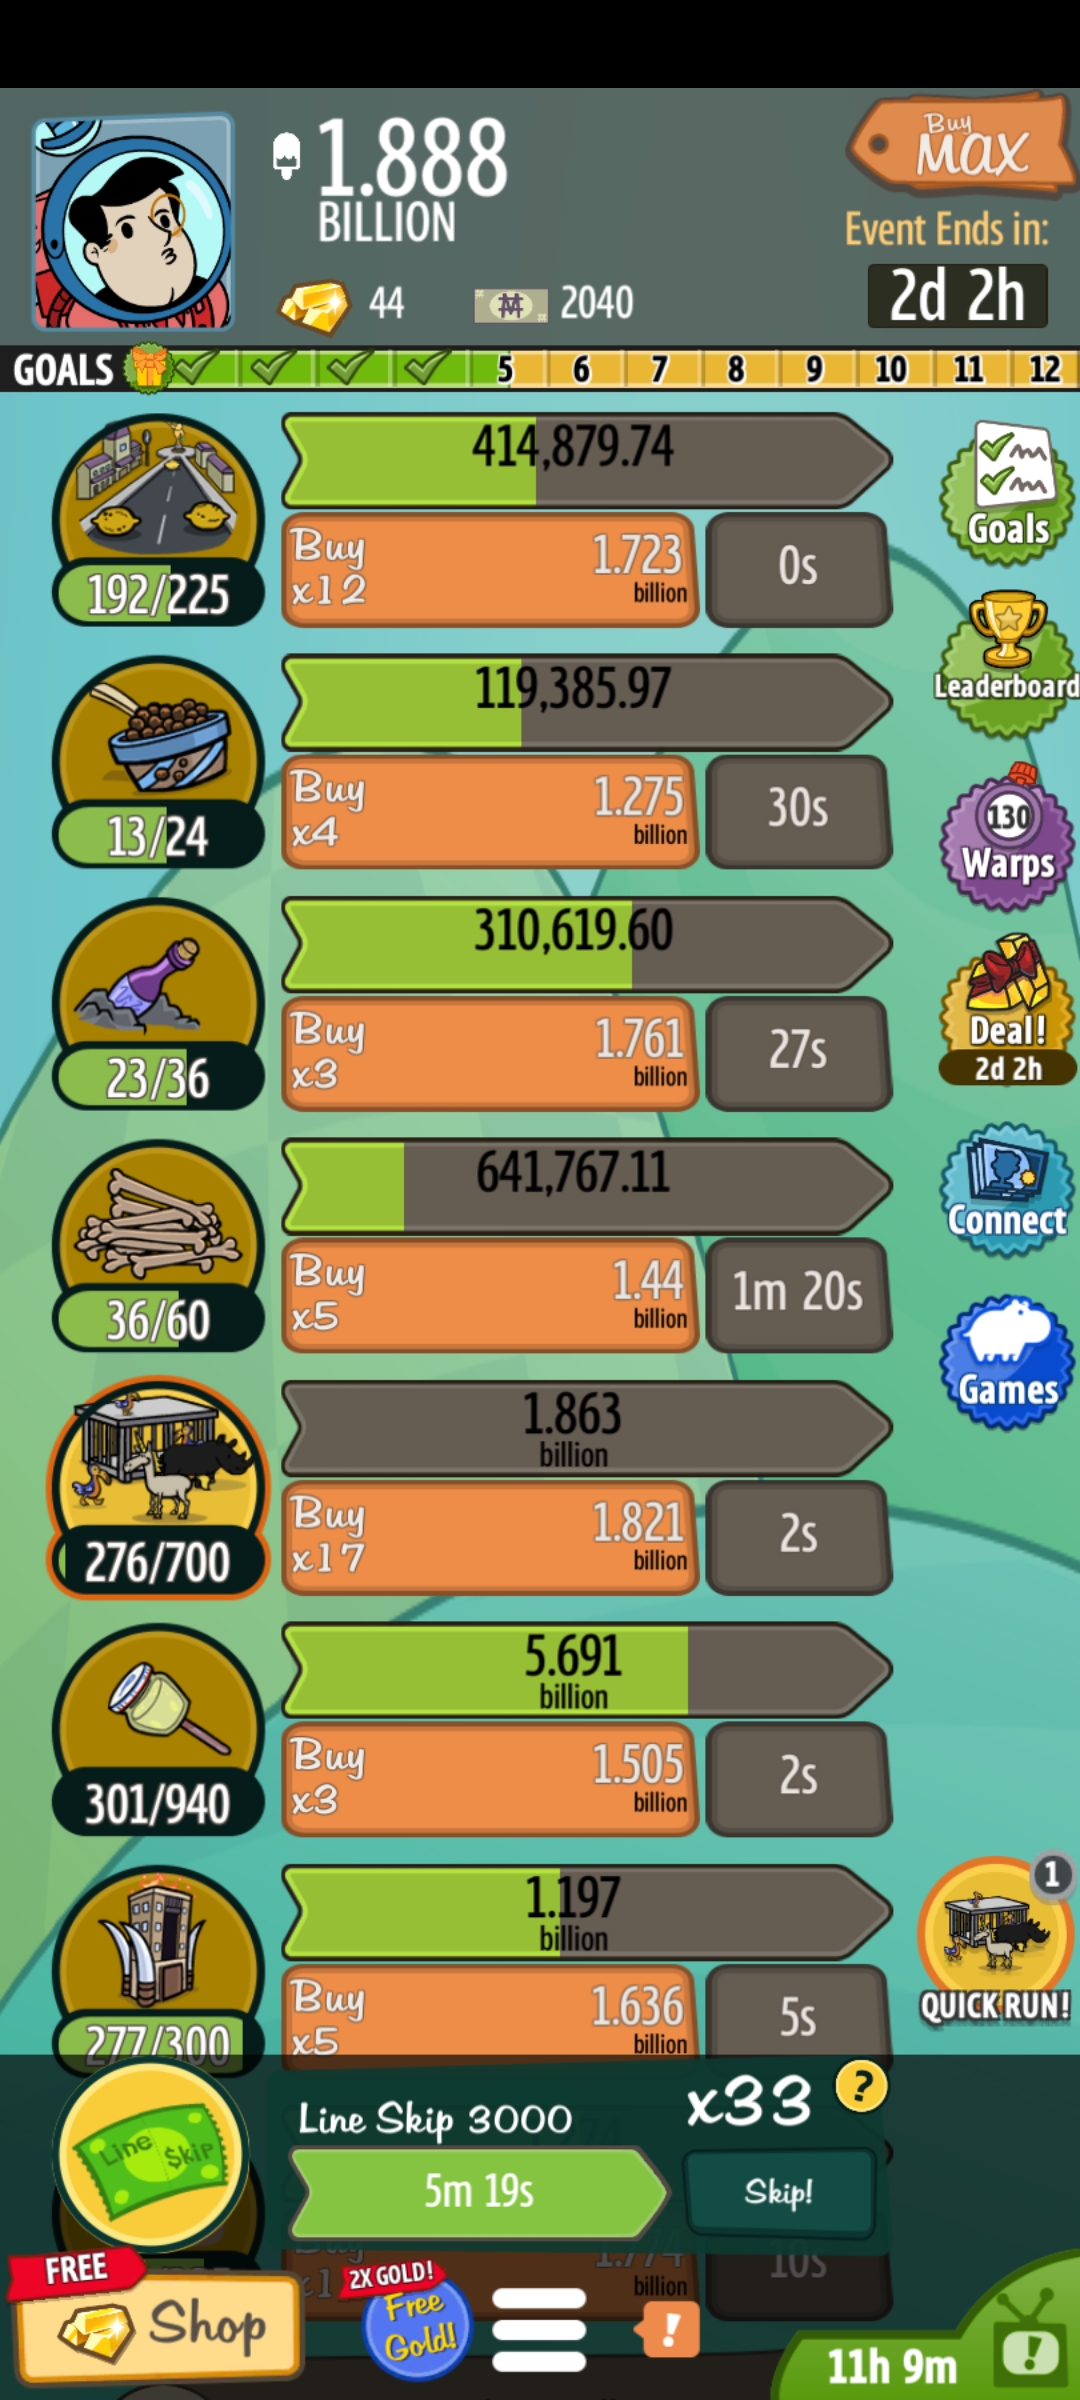 1.888
BILLION
Buy
MAX
Event Ends in:
2d 2h
44
2040
GOALS
5
6
7
8
9
10
11
12
414,879.74
192/225
Buy
x12
1.723
billion
0s
Goals
119,385.97
13/24
Buy
x4
1.275
billion
30s
Leaderboard
130
Warps
310,619.60
23/36
Buy
x3
1.761
billion
27s
Deal!
2d 2h
641,767.11
36/60
Buy
x5
1.44
billion
1m 20s
Connect
Games
1.863
billion
276/700
Buy
x17
1.821
billion
2s
5.691
billion
301/940
Buy
x3
1.505
billion
2s
1.197
billion
277/300
Buy
x5
1.636
billion
5s
1
QUICK RUN!
Line Skip
Line Skip 3000
x33
?
5m 19s
Skip!
Buy
billion
10s
FREE
Shop
2X GOLD!
Free
Gold!
!
11h 9m
!